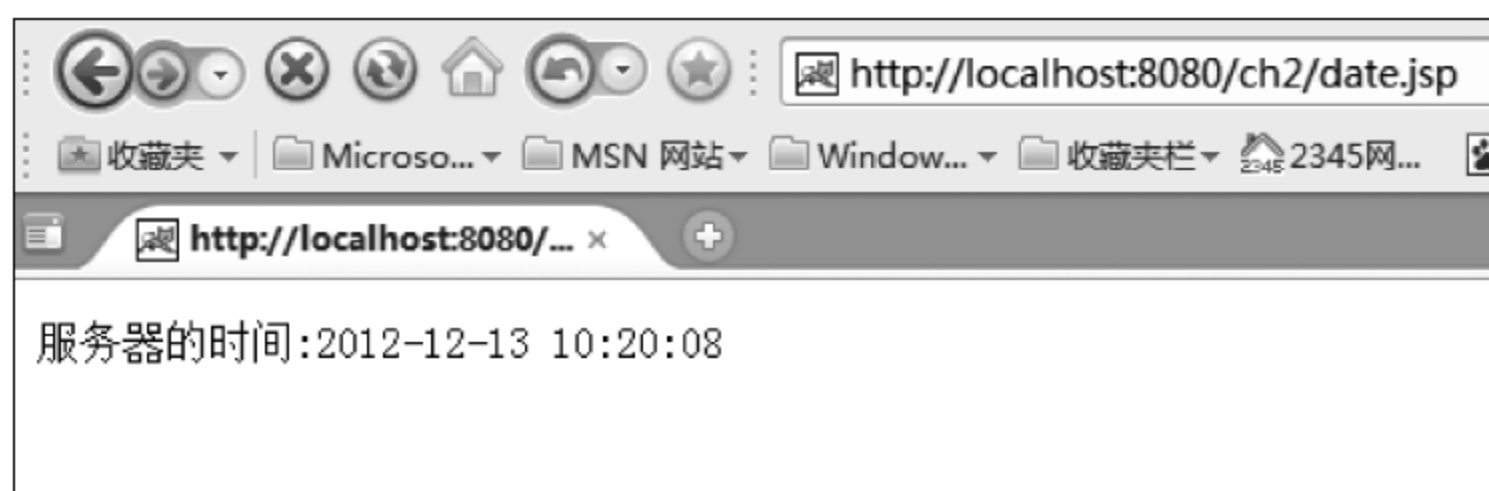 http://localhost:8080/ch2/date.jsp
收藏夹 Microso... MSN 网站 Window... 收藏夹栏 2345 2345网...
http://localhost:8080/...
服务器的时间:2012-12-13 10:20:08